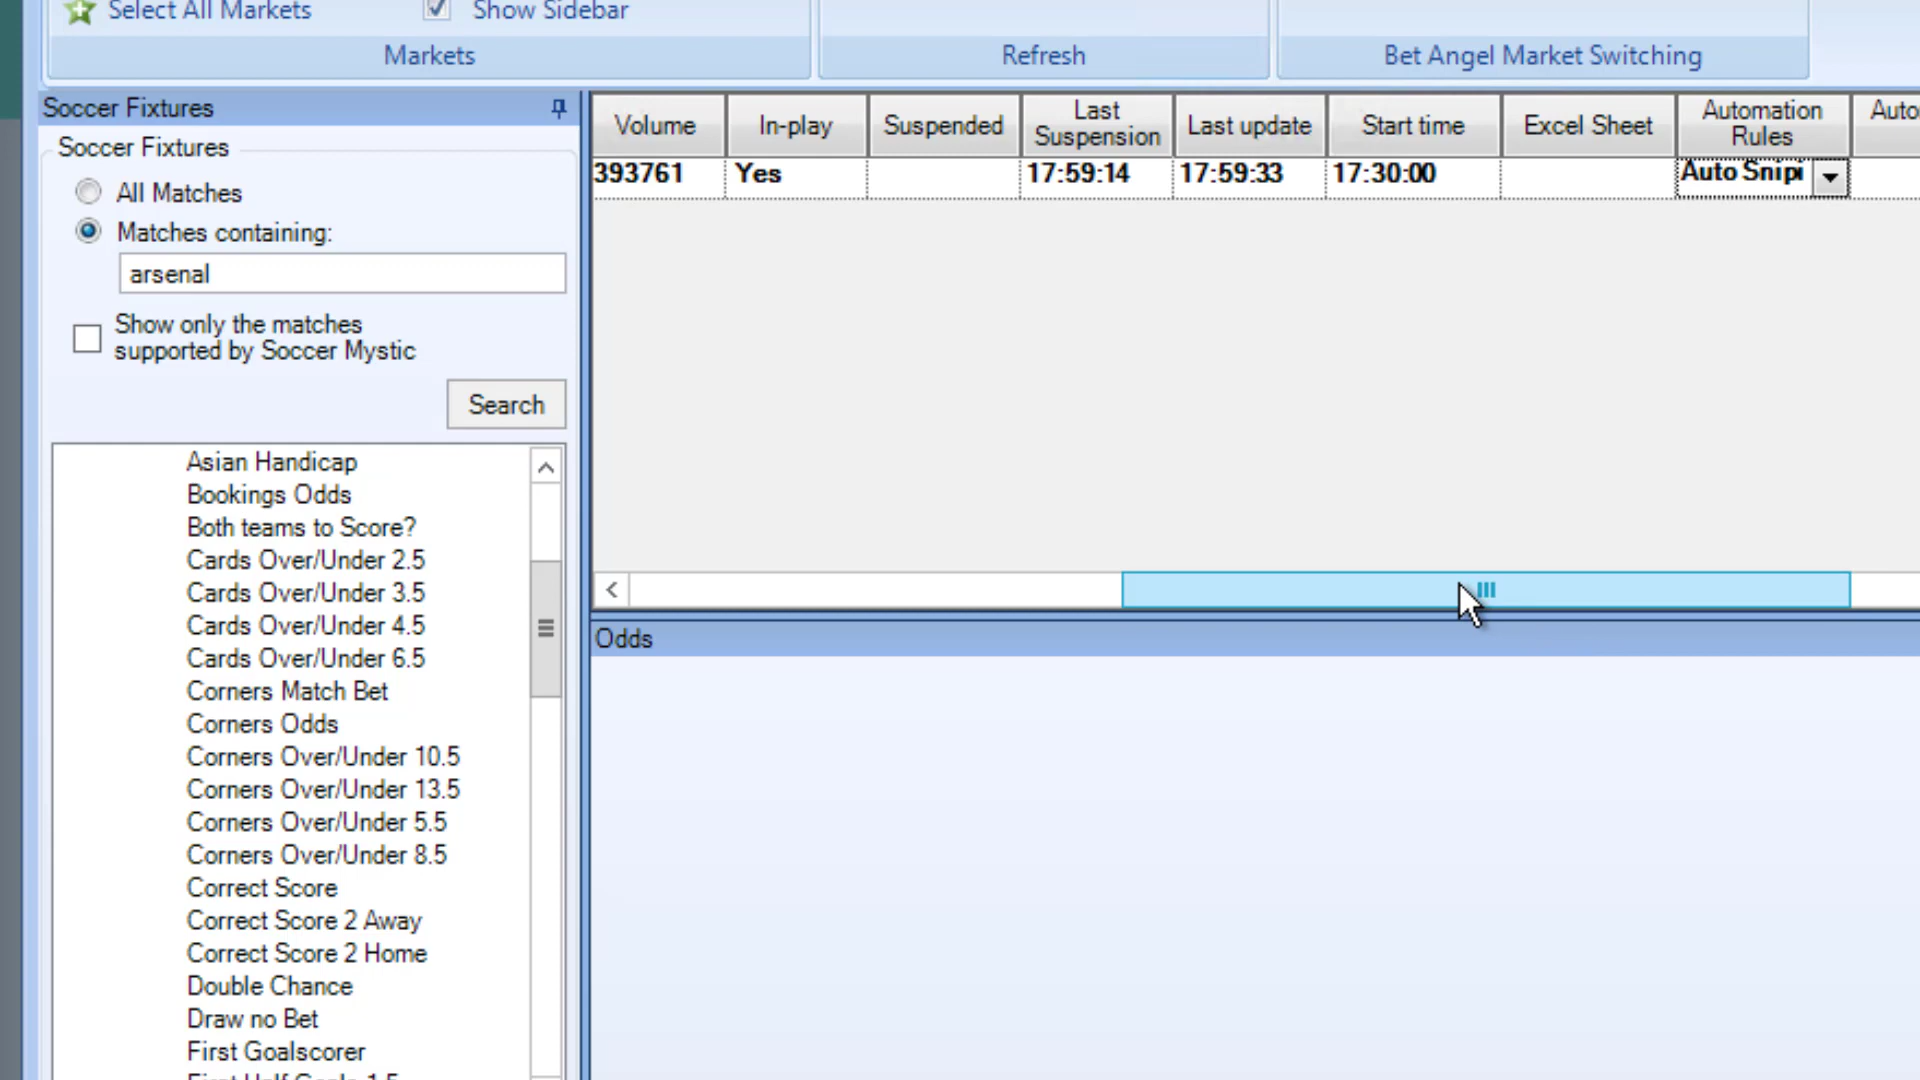 Select All Markets
Show Sidebar
Markets
Refresh
Bet Angel Market Switching
Soccer Fixtures
Soccer Fixtures
All Matches
Matches containing:
arsenal
Show only the matches
supported by Soccer Mystic
Search
Asian Handicap
Bookings Odds
Both teams to Score?
Cards Over/Under 2.5
Cards Over/Under 3.5
Cards Over/Under 4.5
Cards Over/Under 6.5
Corners Match Bet
Corners Odds
Corners Over/Under 10.5
Corners Over/Under 13.5
Corners Over/Under 5.5
Corners Over/Under 8.5
Correct Score
Correct Score 2 Away
Correct Score 2 Home
Double Chance
Draw no Bet
First Goalscorer
First Half Goals 1.5
Volume
In-play
Suspended
Last
Suspension
Last update
Start time
Excel Sheet
Automation
Rules
Auto
393761
Yes
17:59:14
17:59:33
17:30:00
Auto Snipi
Odds